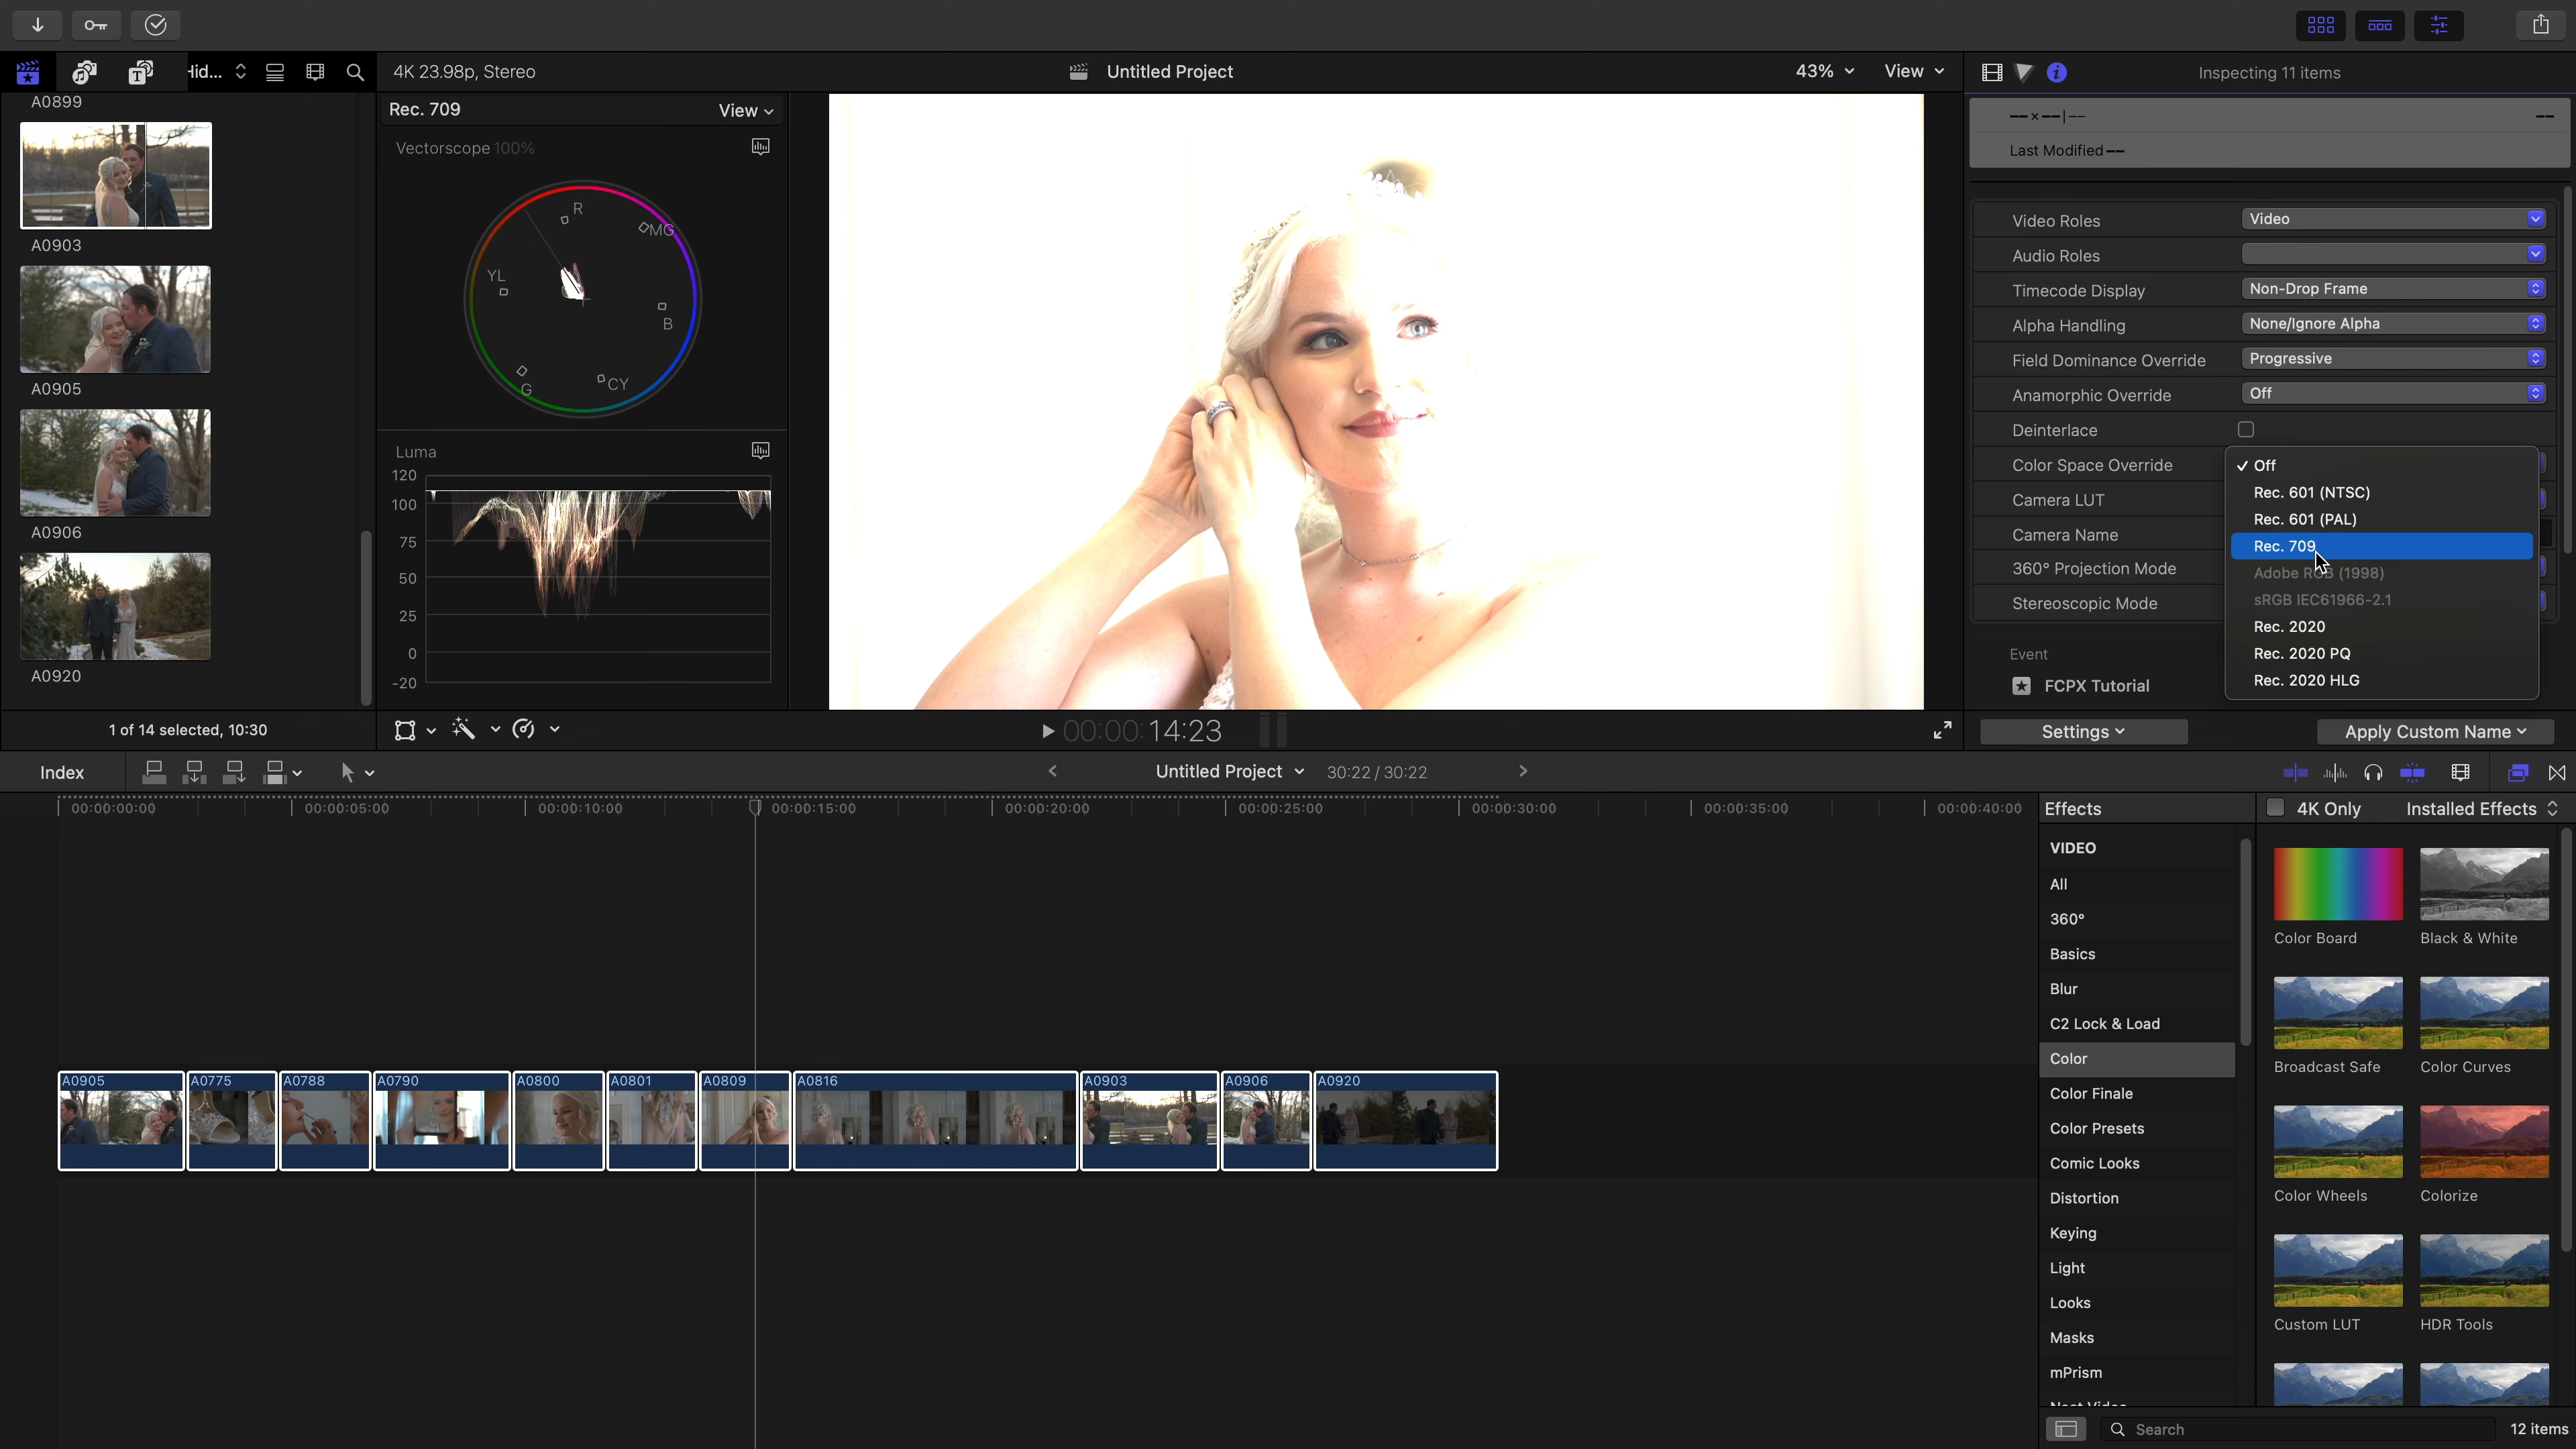 Hid...
4K 23.98p, Stereo
Untitled Project
43%
View
Inspecting 11 items
A0899
A0903
A0905
A0906
A0920
1 of 14 selected, 10:30
Rec. 709
View
Vectorscope 100%
R
MG
YL
B
G
CY
Luma
120
100
75
50
25
0
-20
00:00:14:23
Last Modified
Video Roles
Video
Audio Roles
Timecode Display
Non-Drop Frame
Alpha Handling
None/Ignore Alpha
Field Dominance Override
Progressive
Anamorphic Override
Off
Deinterlace
Color Space Override
Camera LUT
Camera Name
360° Projection Mode
Stereoscopic Mode
Off
Rec. 601 (NTSC)
Rec. 601 (PAL)
Rec. 709
Adobe RGB (1998)
sRGB IEC61966-2.1
Rec. 2020
Rec. 2020 PQ
Rec. 2020 HLG
Event
FCPX Tutorial
Settings
Apply Custom Name
Index
Untitled Project
30:22 / 30:22
00:00:00:00
00:00:05:00
00:00:10:00
00:00:15:00
00:00:20:00
00:00:25:00
00:00:30:00
00:00:35:00
00:00:40:00
A0905
A0775
A0788
A0790
A0800
A0801
A0809
A0816
A0903
A0906
A0920
Effects
4K Only
Installed Effects
VIDEO
All
360°
Basics
Blur
C2 Lock & Load
Color
Color Finale
Color Presets
Comic Looks
Distortion
Keying
Light
Looks
Masks
mPrism
Color Board
Black & White
Broadcast Safe
Color Curves
Color Wheels
Colorize
Custom LUT
HDR Tools
Search
12 items